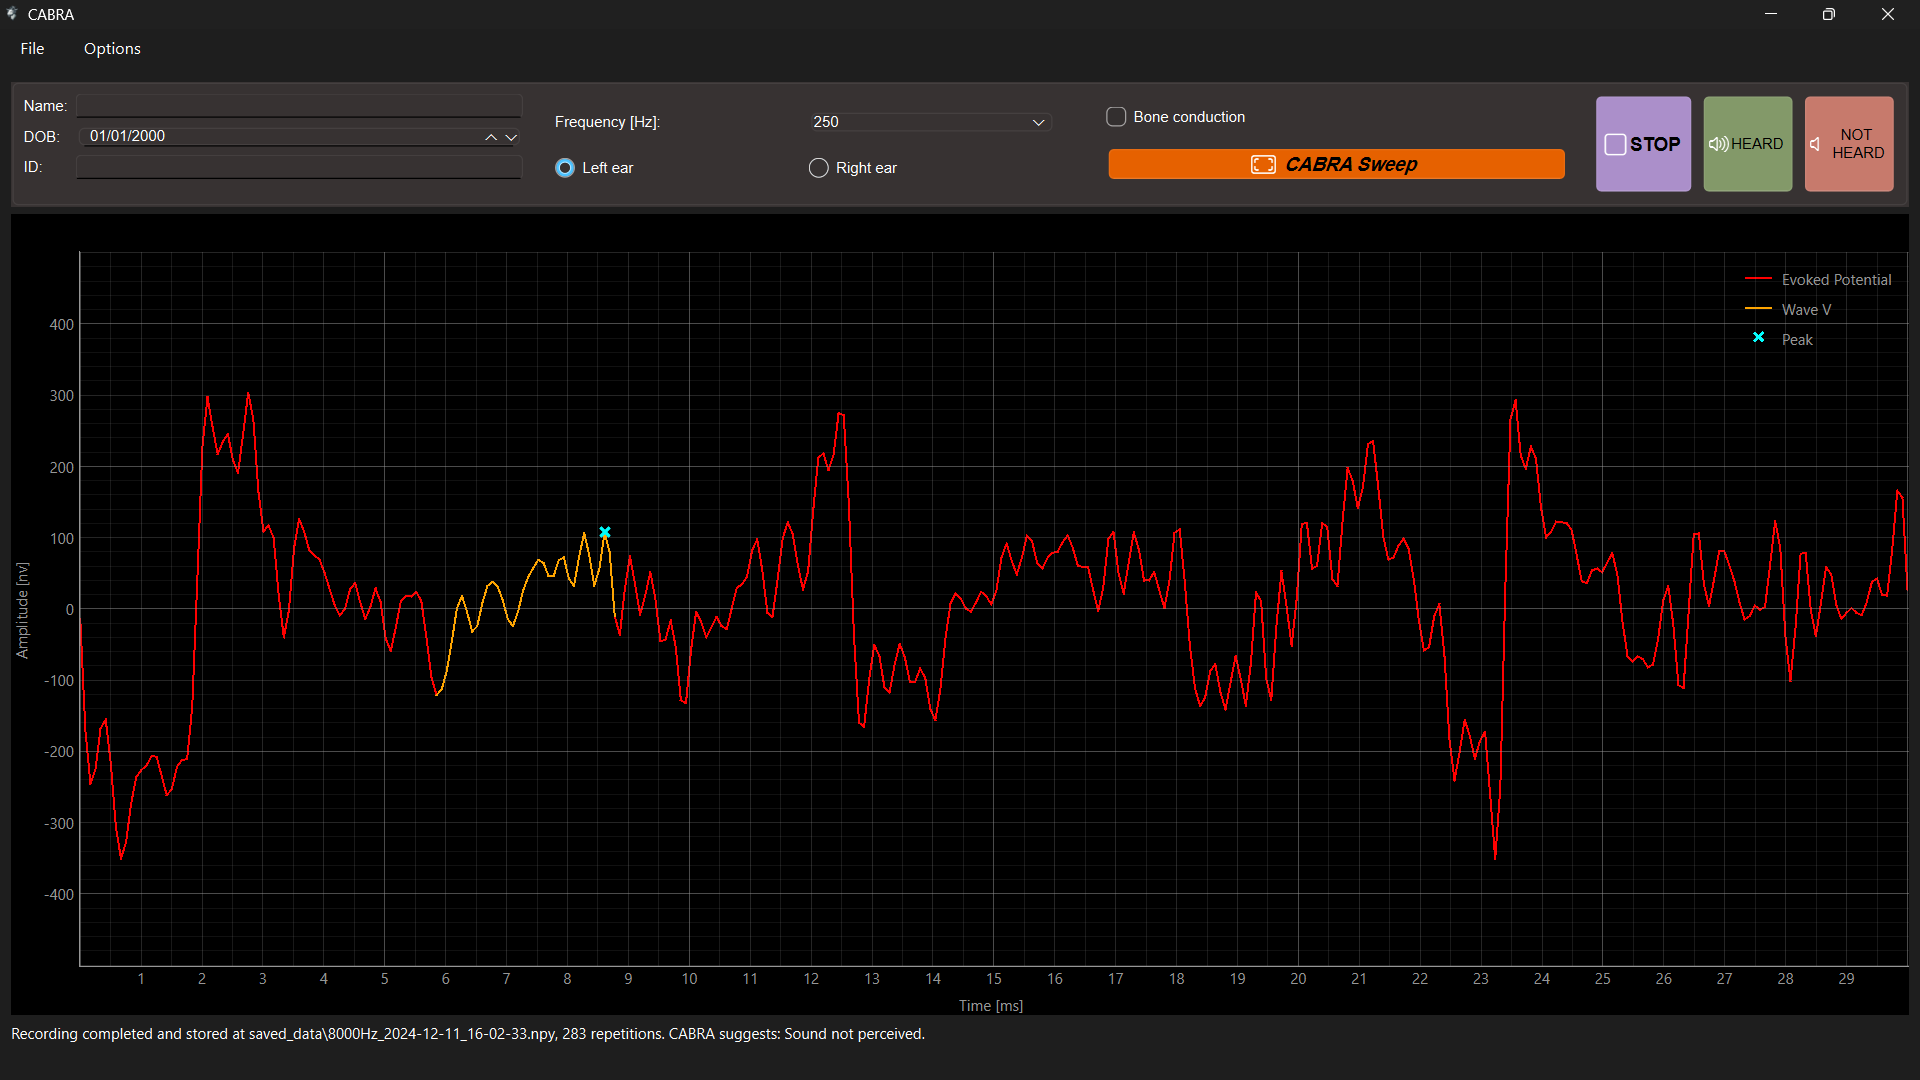 CABRA
File Options
Name:
DOB: 01/01/2000
ID:
Frequency [Hz]: 250
Left ear Right ear
Bone conduction
CABRA Sweep
STOP
HEARD
NOT
HEARD
Evoked Potential
Wave V
Peak
400
300
200
100
0
-100
-200
-300
-400
Amplitude [nv]
1 2 3 4 5 6 7 8 9 10 11 12 13 14 15 16 17 18 19 20 21 22 23 24 25 26 27 28 29
Time [ms]
Recording completed and stored at saved_data\8000Hz_2024-12-11_16-02-33.npy, 283 repetitions. CABRA suggests: Sound not perceived.